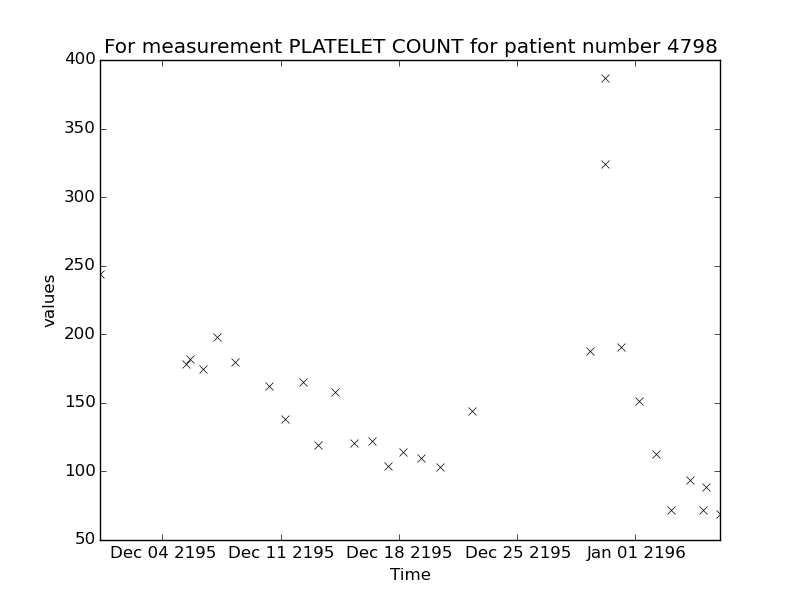 For measurement PLATELET COUNT for patient number 4798
400
350
300
250
200
150
100
50
values
Dec 04 2195 Dec 11 2195 Dec 18 2195 Dec 25 2195 Jan 01 2196
Time